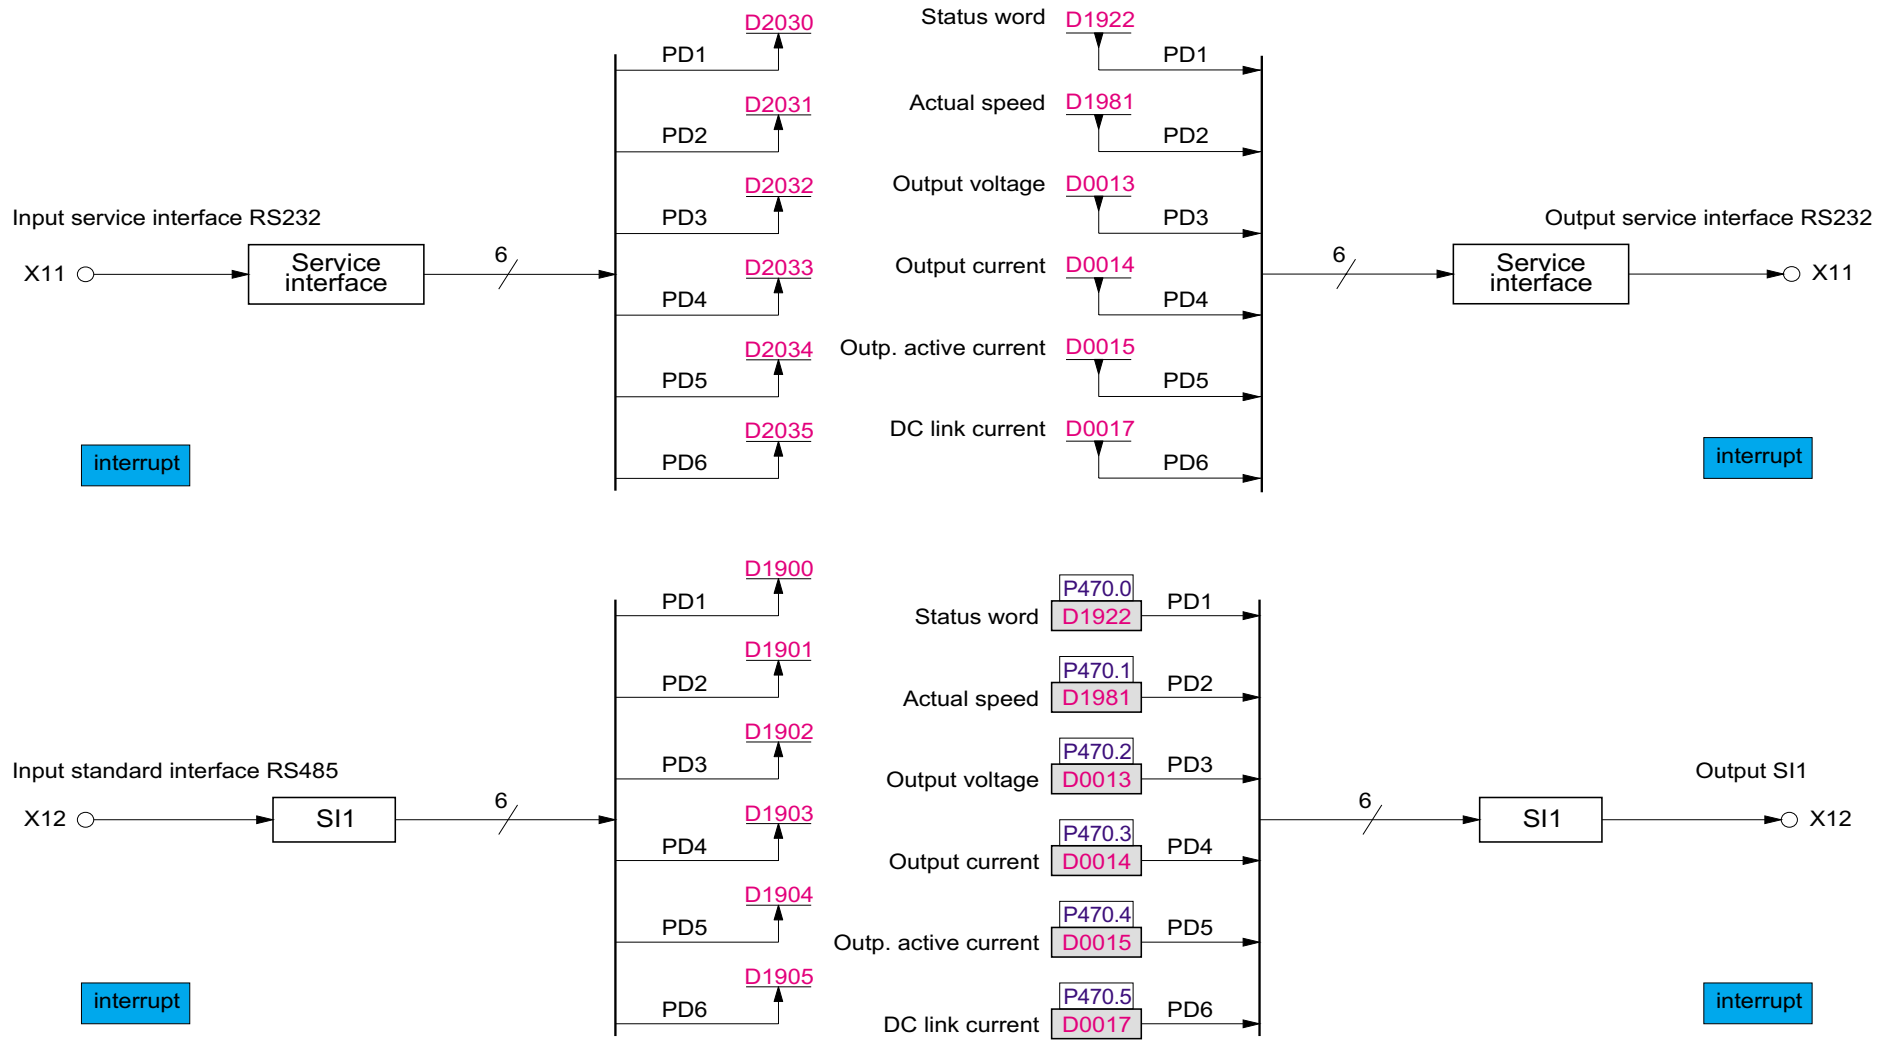 Input service interface RS232
X11
Service
interface
6
PD1
D2030
PD2
D2031
PD3
D2032
PD4
D2033
PD5
D2034
PD6
D2035
interrupt
Status word
D1922
PD1
Actual speed
D1981
PD2
Output voltage
D0013
PD3
Output current
D0014
PD4
Outp. active current
D0015
PD5
DC link current
D0017
PD6
Output service interface RS232
6
Service
interface
X11
interrupt
Input standard interface RS485
X12
SI1
6
PD1
D1900
PD2
D1901
PD3
D1902
PD4
D1903
PD5
D1904
PD6
D1905
interrupt
P470.0
Status word
D1922
PD1
P470.1
Actual speed
D1981
PD2
P470.2
Output voltage
D0013
PD3
P470.3
Output current
D0014
PD4
P470.4
Outp. active current
D0015
PD5
P470.5
DC link current
D0017
PD6
Output SI1
6
SI1
X12
interrupt